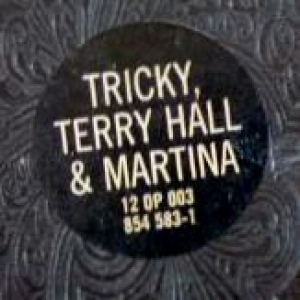 TRICKY,
TERRY HALL
& MARTINA
12 OP 003
854 583-1